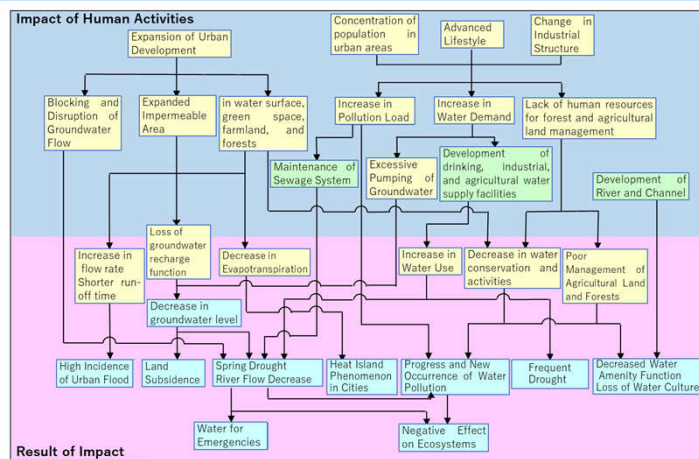 Impact of Human Activities
Expansion of Urban
Development
Concentration of
population in
urban areas
Advanced
Lifestyle
Change in
Industrial
Structure
Blocking and
Disruption of
Groundwater
Flow
Expanded
Impermeable
Area
in water surface,
green space,
farmland, and
forests
Increase in
Pollution Load
Increase in
Water Demand
Lack of human resources
for forest and agricultural
land management
Maintenance of
Sewage System
Excessive
Pumping of
Groundwater
Development of
drinking, industrial,
and agricultural water
supply facilities
Development of
River and Channel
Increase in
flow rate
Shorter run-
off time
Loss of
groundwater
recharge
function
Decrease in
Evapotranspiration
Increase in
Water Use
Decrease in water
conservation and
activities
Poor
Management of
Agricultural Land
and Forests
Decrease in
groundwater level
High Incidence
of Urban Flood
Land
Subsidence
Spring Drought
River Flow Decrease
Heat Island
Phenomenon
in Cities
Progress and New
Occurrence of Water
Pollution
Frequent
Drought
Decreased Water
Amenity Function
Loss of Water Culture
Water for
Emergencies
Negative Effect
on Ecosystems
Result of Impact